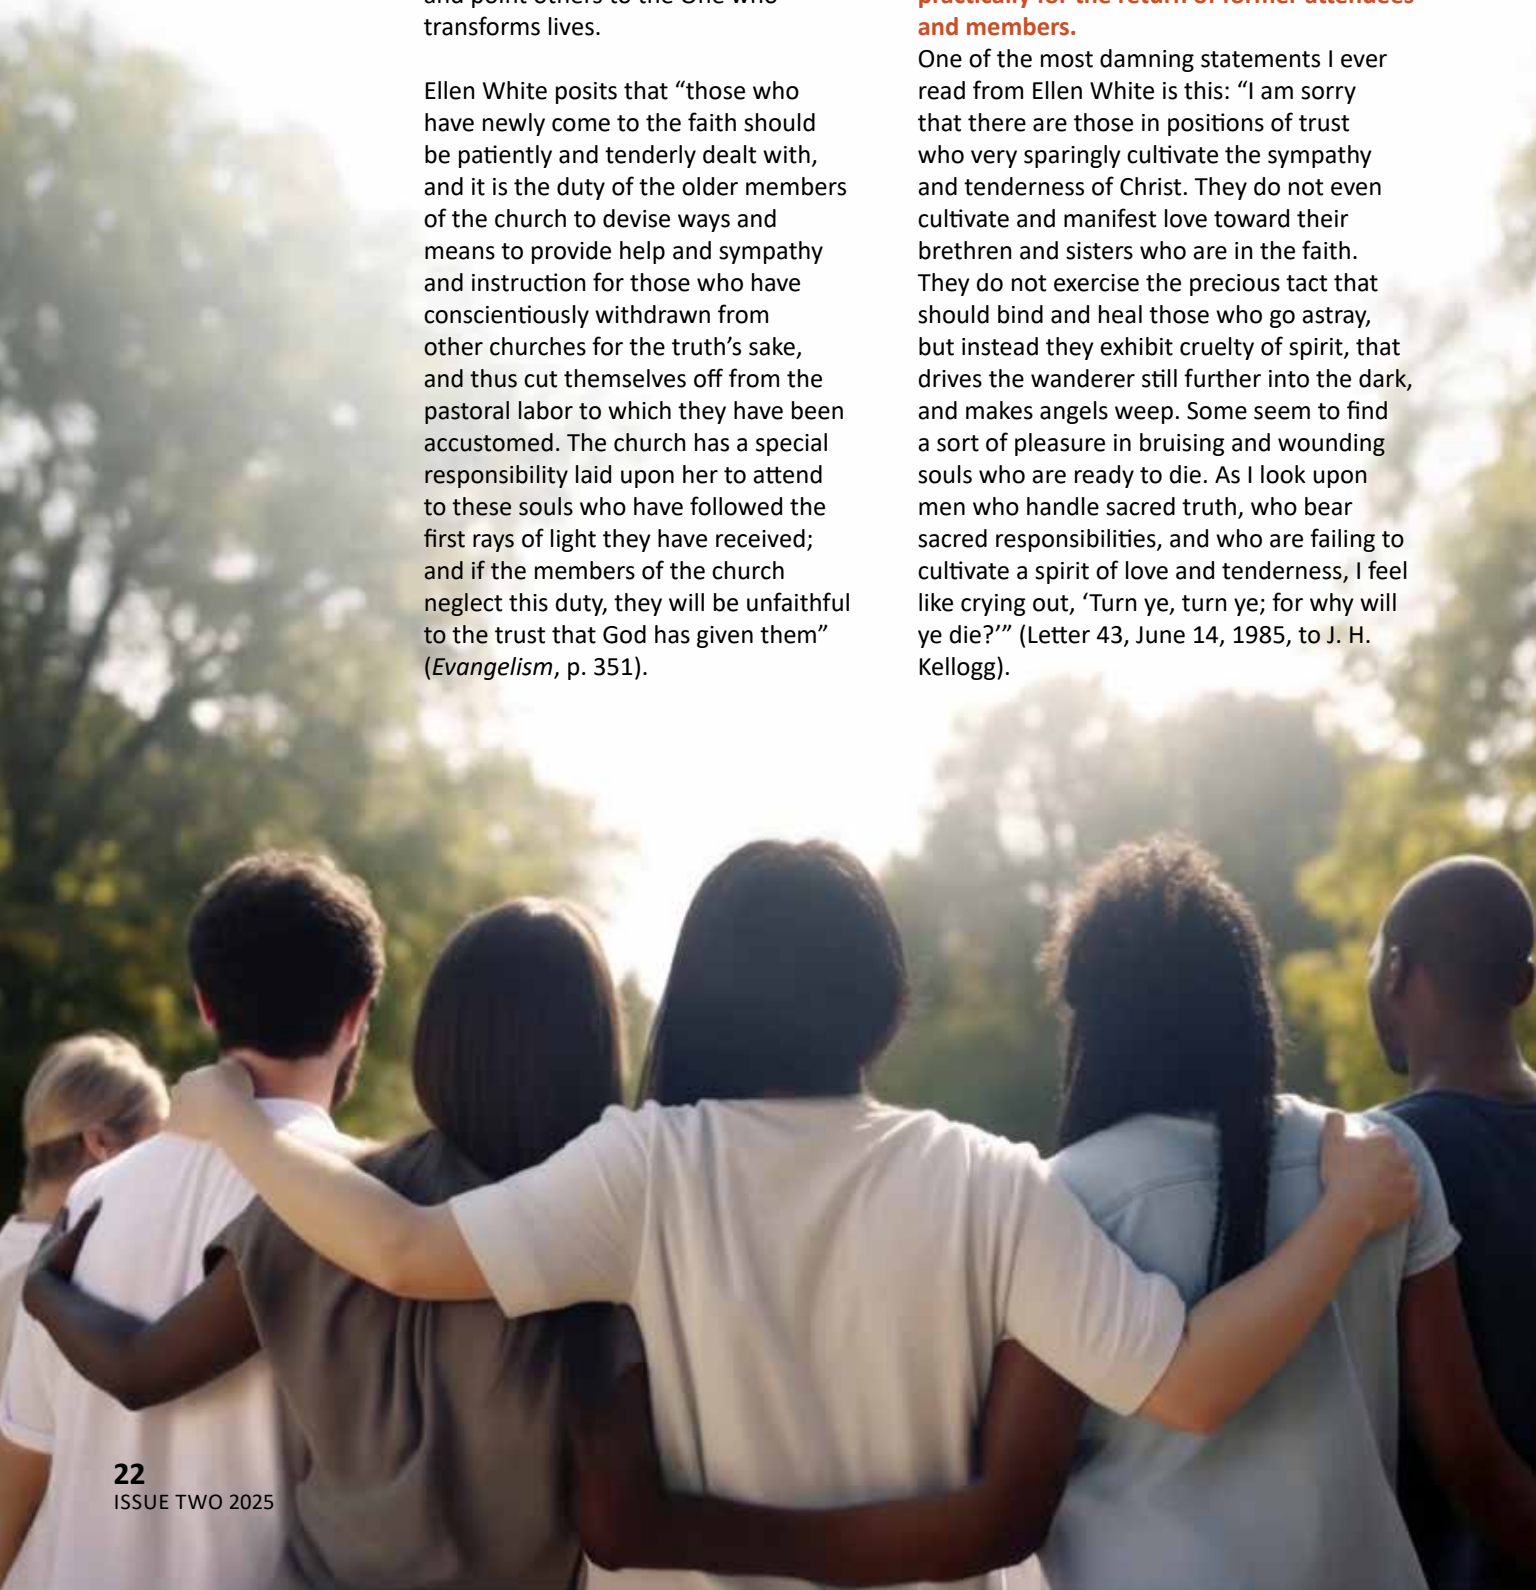 and point others to the One who
transforms lives.
Ellen White posits that “those who
have newly come to the faith should
be patiently and tenderly dealt with,
and it is the duty of the older members
of the church to devise ways and
means to provide help and sympathy
and instruction for those who have
conscientiously withdrawn from
other churches for the truth’s sake,
and thus cut themselves off from the
pastoral labor to which they have been
accustomed. The church has a special
responsibility laid upon her to attend
to these souls who have followed the
first rays of light they have received;
and if the members of the church
neglect this duty, they will be unfaithful
to the trust that God has given them”
(Evangelism, p. 351).
practically for the return of former attendees
and members.
One of the most damning statements I ever
read from Ellen White is this: “I am sorry
that there are those in positions of trust
who very sparingly cultivate the sympathy
and tenderness of Christ. They do not even
cultivate and manifest love toward their
brethren and sisters who are in the faith.
They do not exercise the precious tact that
should bind and heal those who go astray,
but instead they exhibit cruelty of spirit, that
drives the wanderer still further into the dark,
and makes angels weep. Some seem to find
a sort of pleasure in bruising and wounding
souls who are ready to die. As I look upon
men who handle sacred truth, who bear
sacred responsibilities, and who are failing to
cultivate a spirit of love and tenderness, I feel
like crying out, ‘Turn ye, turn ye; for why will
ye die?’” (Letter 43, June 14, 1985, to J. H.
Kellogg).
22
ISSUE TWO 2025